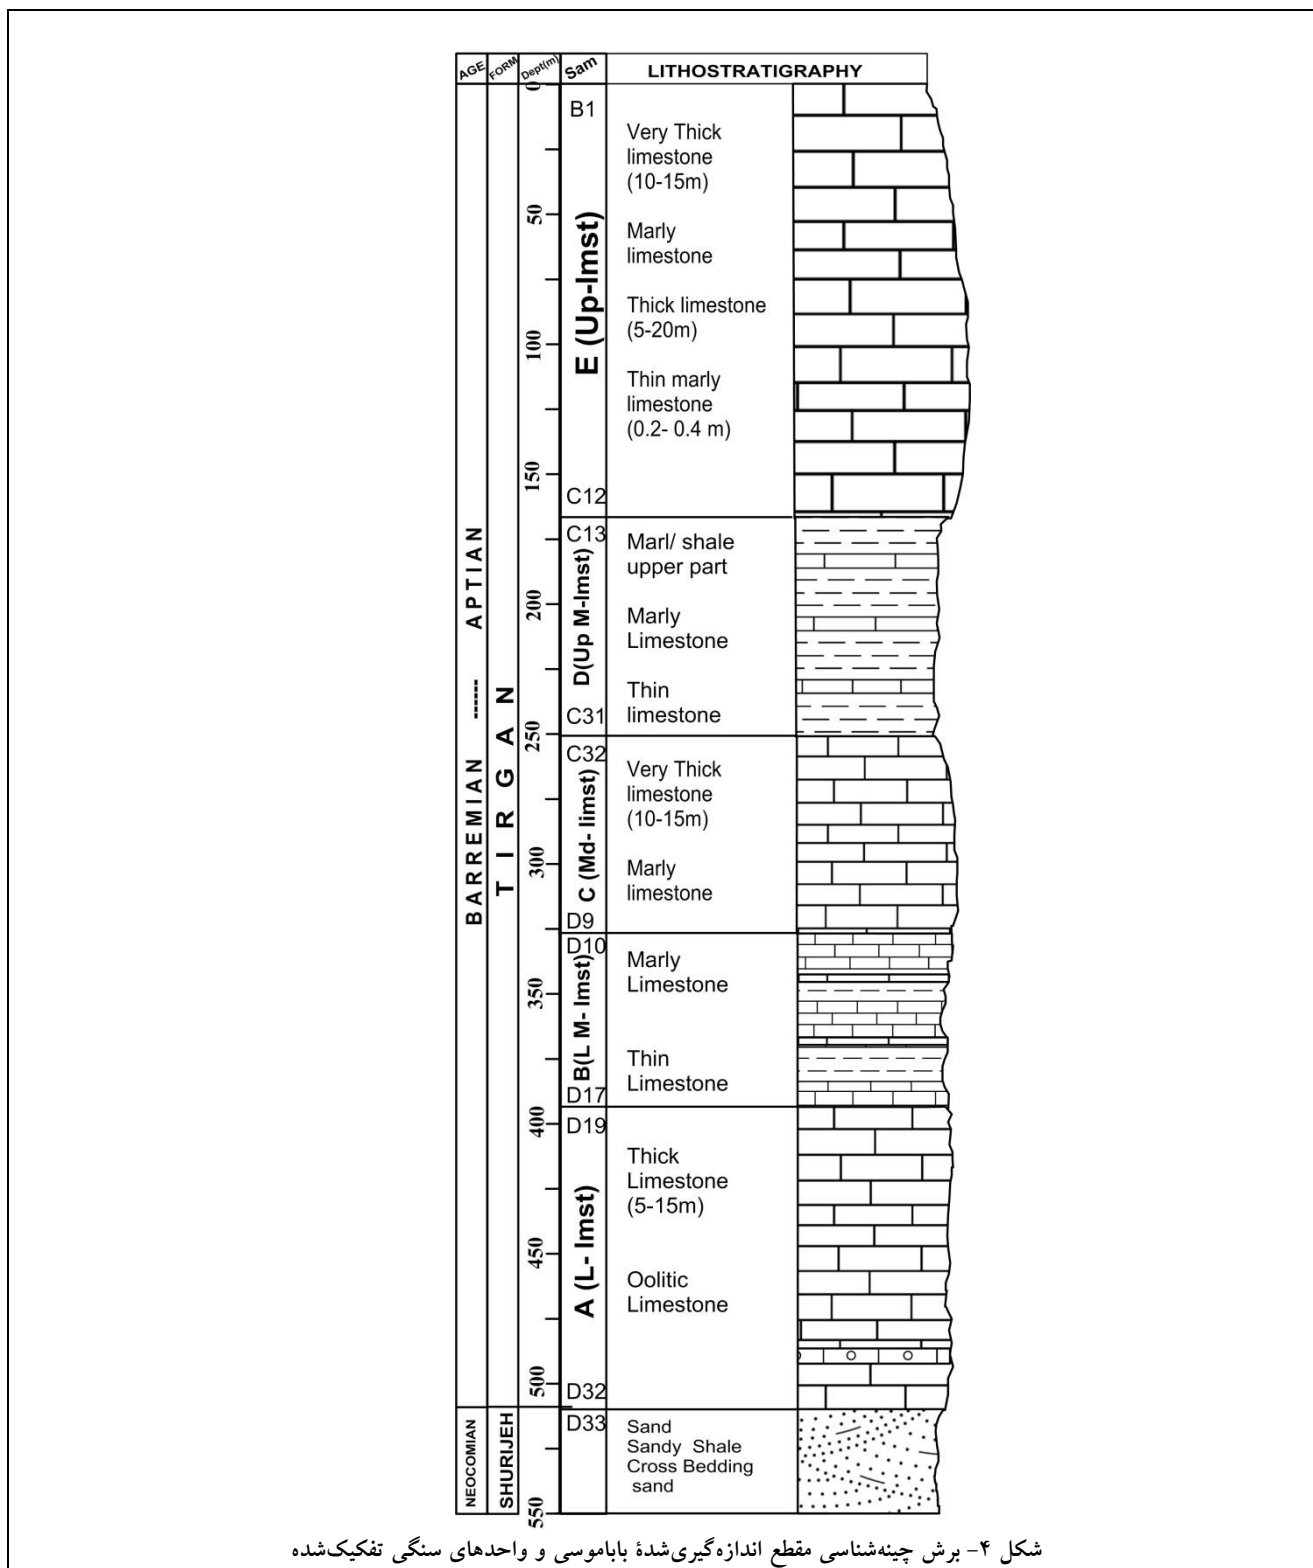 AGE FORM Dept(m) Sam LITHOSTRATIGRAPHY
BARREMIAN ------ APTIAN
NEOCOMIAN
TIRGAN
SHURIJEH
0
50
100
150
200
250
300
350
400
450
500
550
B1
E (Up-lmst)
C12
Very Thick
limestone
(10-15m)
Marly
limestone
Thick limestone
(5-20m)
Thin marly
limestone
(0.2- 0.4 m)
C13
D(Up M-lmst)
C31
Marl/ shale
upper part
Marly
Limestone
Thin
limestone
C32
C (Md- limst)
D9
Very Thick
limestone
(10-15m)
Marly
limestone
D10
B(L M- lmst)
D17
Marly
Limestone
Thin
Limestone
D19
A (L- lmst)
D32
Thick
Limestone
(5-15m)
Oolitic
Limestone
D33
Sand
Sandy Shale
Cross Bedding
sand
شکل ۴- برش چینه‌شناسی مقطع اندازه‌گیری‌شدۀ باباموسی و واحدهای سنگی تفکیک‌شده